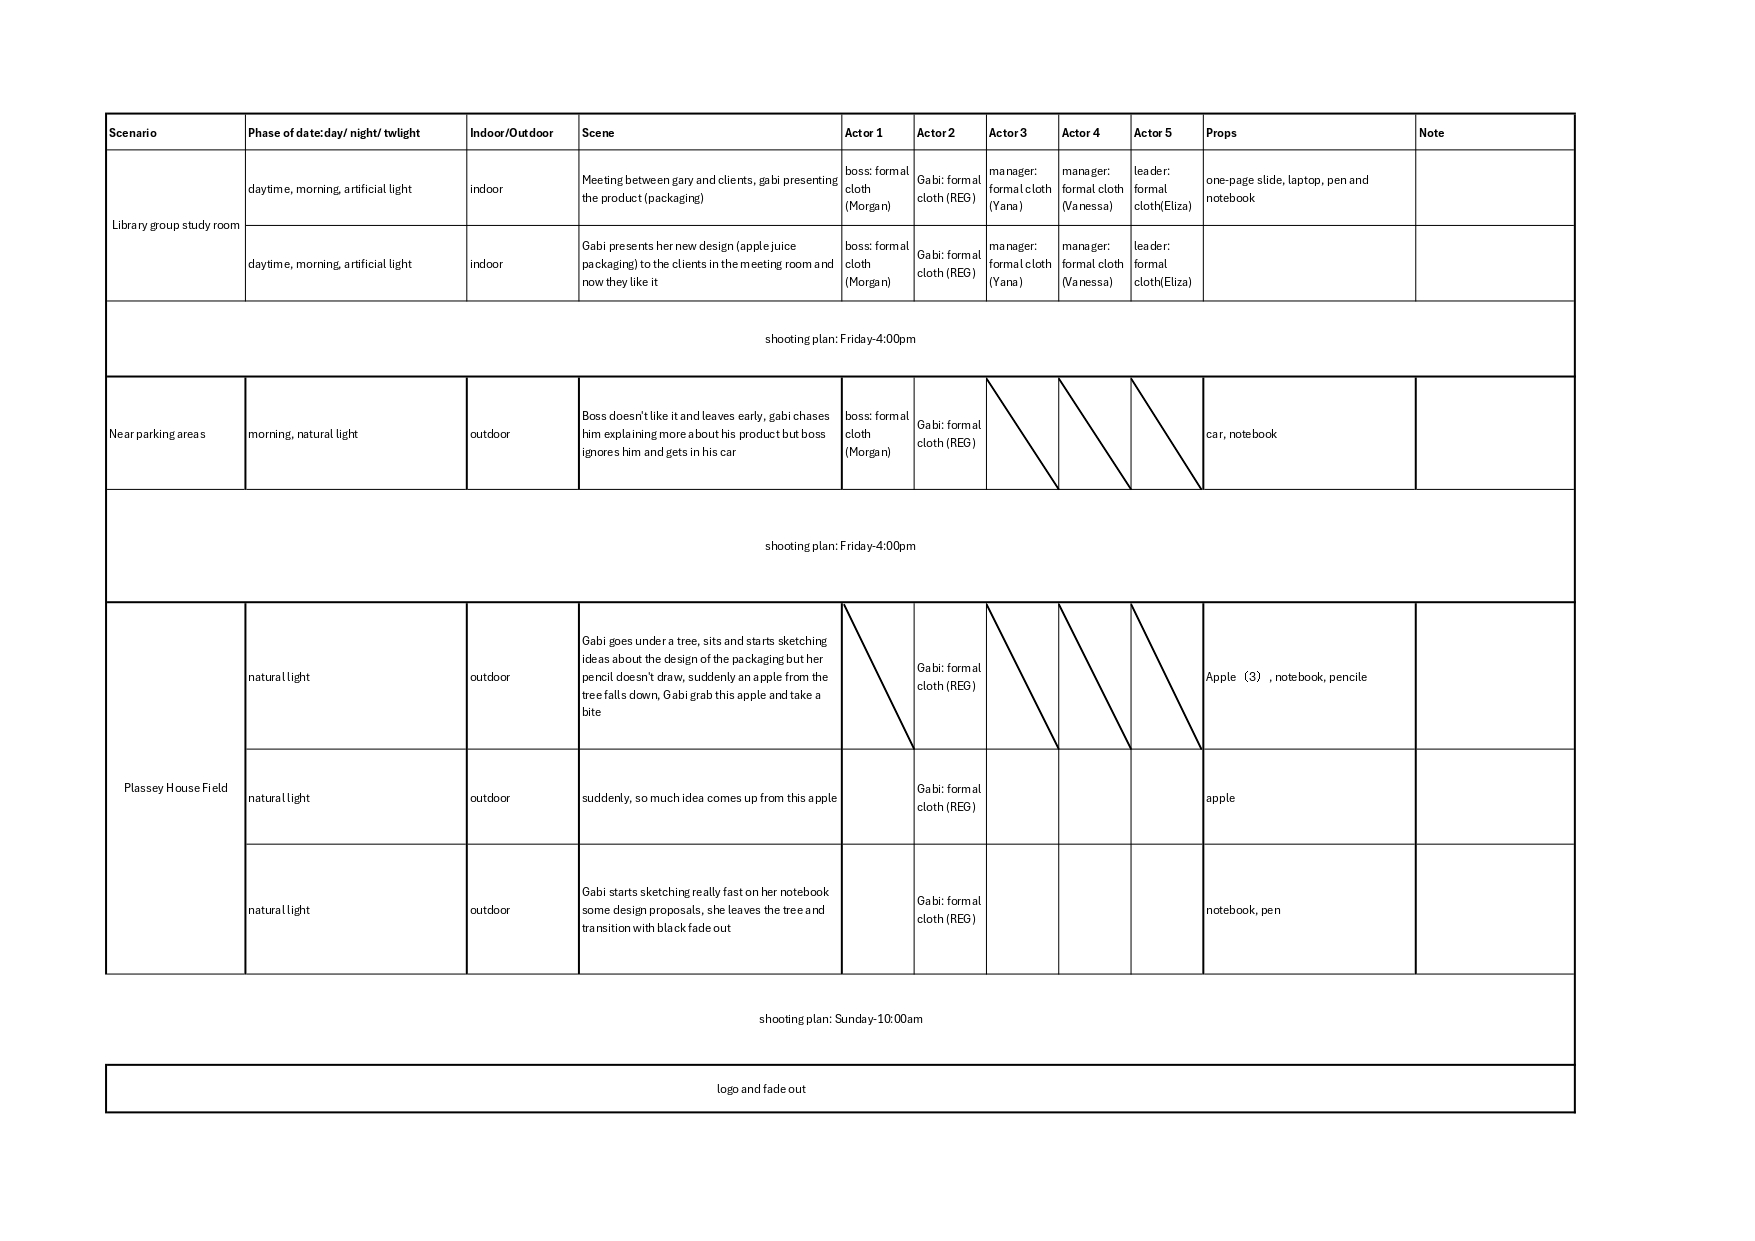 Scenario
Phase of date:day/ night/ twlight
Indoor/Outdoor
Scene
Actor 1
Actor 2
Actor 3
Actor 4
Actor 5
Props
Note
Library group study room
daytime, morning, artificial light
indoor
Meeting between gary and clients, gabi presenting
the product (packaging)
boss: formal
cloth
(Morgan)
Gabi: formal
cloth (REG)
manager:
formal cloth
(Yana)
manager:
formal cloth
(Vanessa)
leader:
formal
cloth(Eliza)
one-page slide, laptop, pen and
notebook
daytime, morning, artificial light
indoor
Gabi presents her new design (apple juice
packaging) to the clients in the meeting room and
now they like it
boss: formal
cloth
(Morgan)
Gabi: formal
cloth (REG)
manager:
formal cloth
(Yana)
manager:
formal cloth
(Vanessa)
leader:
formal
cloth(Eliza)
shooting plan: Friday-4:00pm
Near parking areas
morning, natural light
outdoor
Boss doesn't like it and leaves early, gabi chases
him explaining more about his product but boss
ignores him and gets in his car
boss: formal
cloth
(Morgan)
Gabi: formal
cloth (REG)
car, notebook
shooting plan: Friday-4:00pm
Plassey House Field
natural light
outdoor
Gabi goes under a tree, sits and starts sketching
ideas about the design of the packaging but her
pencil doesn't draw, suddenly an apple from the
tree falls down, Gabi grab this apple and take a
bite
Gabi: formal
cloth (REG)
Apple（3）, notebook, pencile
natural light
outdoor
suddenly, so much idea comes up from this apple
Gabi: formal
cloth (REG)
apple
natural light
outdoor
Gabi starts sketching really fast on her notebook
some design proposals, she leaves the tree and
transition with black fade out
Gabi: formal
cloth (REG)
notebook, pen
shooting plan: Sunday-10:00am
logo and fade out